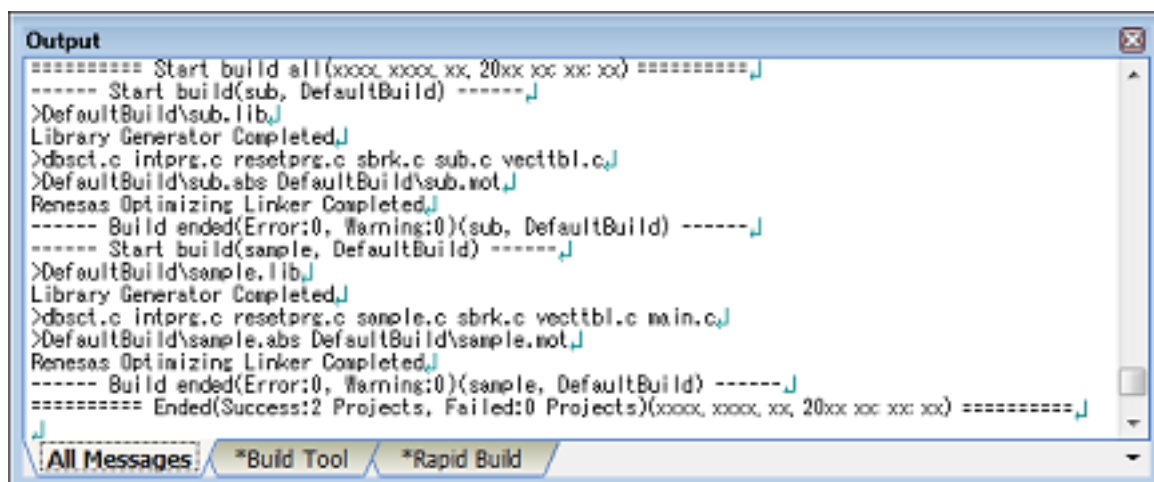 Output
========== Start build all(xxxx, xxxx, xx, 20xx xx: xx: xx) ==========
------ Start build(sub, DefaultBuild) ------
>DefaultBuild\sub.lib
Library Generator Completed
>dbsct.c intprg.c resetprg.c sbrk.c sub.c vecttbl.c
>DefaultBuild\sub.abs DefaultBuild\sub.mot
Renesas Optimizing Linker Completed
------ Build ended(Error:0, Warning:0)(sub, DefaultBuild) ------
------ Start build(sample, DefaultBuild) ------
>DefaultBuild\sample.lib
Library Generator Completed
>dbsct.c intprg.c resetprg.c sample.c sbrk.c vecttbl.c main.c
>DefaultBuild\sample.abs DefaultBuild\sample.mot
Renesas Optimizing Linker Completed
------ Build ended(Error:0, Warning:0)(sample, DefaultBuild) ------
========== Ended(Success:2 Projects, Failed:0 Projects)(xxxx, xxxx, xx, 20xx xx: xx: xx) ==========
All Messages *Build Tool *Rapid Build